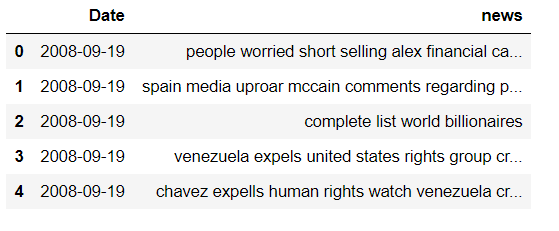 Date news
0 2008-09-19 people worried short selling alex financial ca...
1 2008-09-19 spain media uproar mccain comments regarding p...
2 2008-09-19 complete list world billionaires
3 2008-09-19 venezuela expels united states rights group cr...
4 2008-09-19 chavez expells human rights watch venezuela cr...